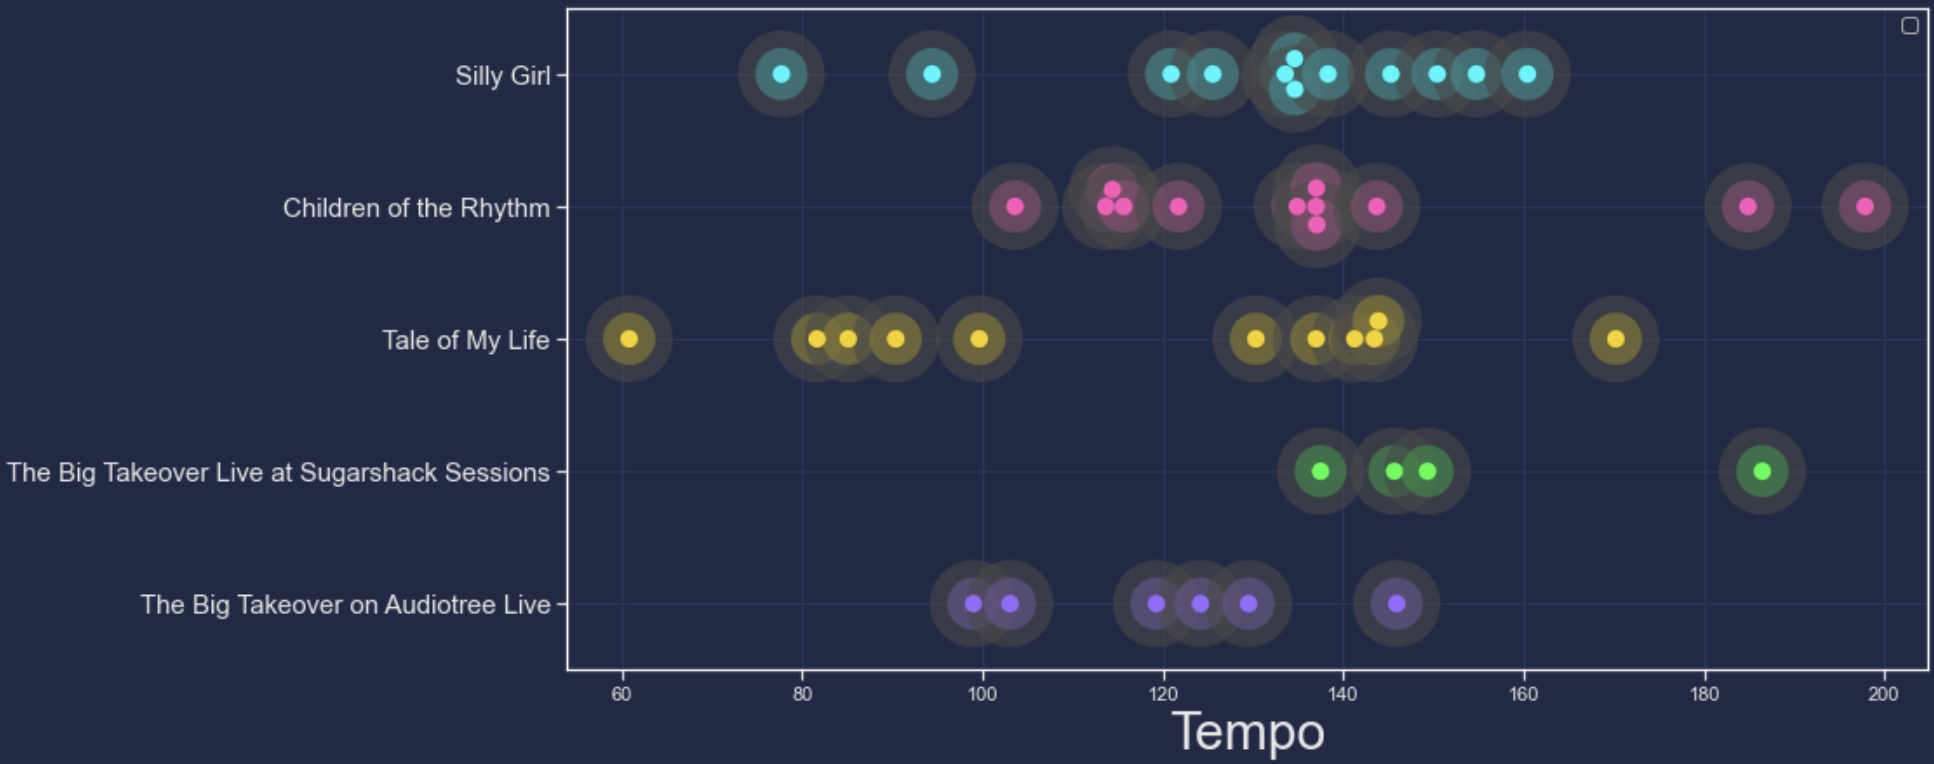 Silly Girl
Children of the Rhythm
Tale of My Life
The Big Takeover Live at Sugarshack Sessions
The Big Takeover on Audiotree Live
60 80 100 120 140 160 180 200
Tempo